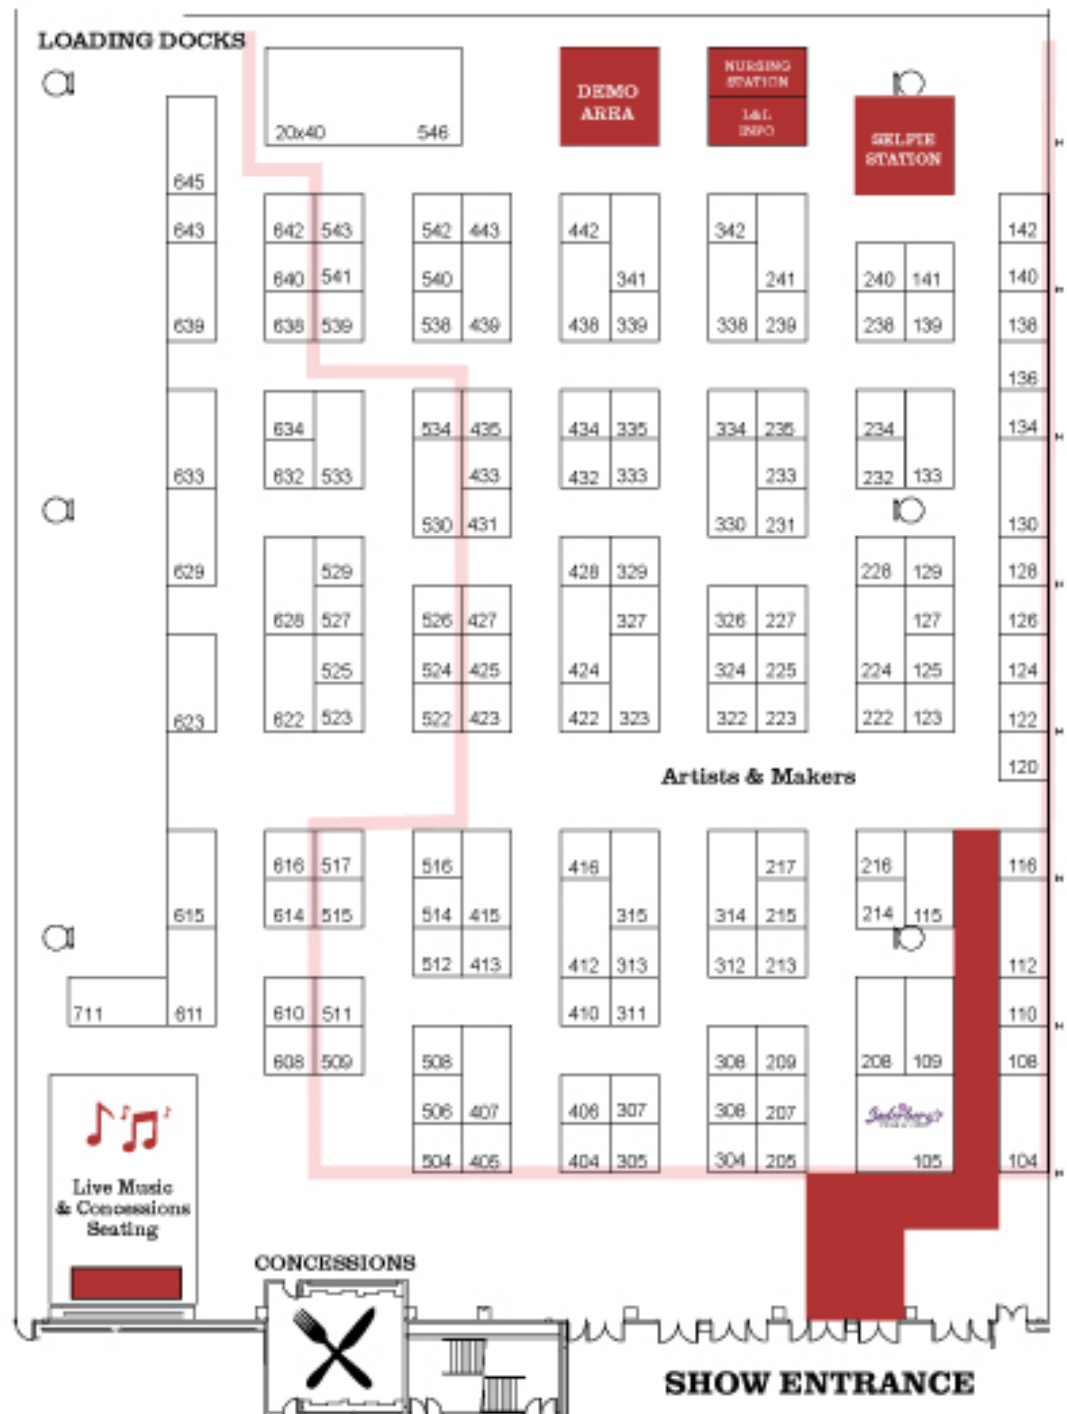 LOADING DOCKS
20x40 546
DEMO
AREA
NURSING
STATION
L&L
INFO
SELFIE
STATION
645
643 642 543 542 443 442 342 142
640 541 540 341 241 240 141 140
639 638 539 538 439 438 339 338 239 238 139 138
136
634 534 435 434 335 334 235 234 134
633 632 533 433 432 333 233 232 133
530 431 330 231 130
629 529 428 329 228 129 128
628 527 526 427 327 326 227 127 126
525 524 425 424 324 225 224 125 124
623 622 523 522 423 422 323 322 223 222 123 122
120
Artists & Makers
616 517 516 416 217 216 116
615 614 515 514 415 315 314 215 214 115
512 413 412 313 312 213 112
711 611 610 511 410 311 110
608 509 508 308 209 208 109 108
506 407 406 307 308 207
504 405 404 305 304 205 105 104
Live Music
& Concessions
Seating
CONCESSIONS
SHOW ENTRANCE